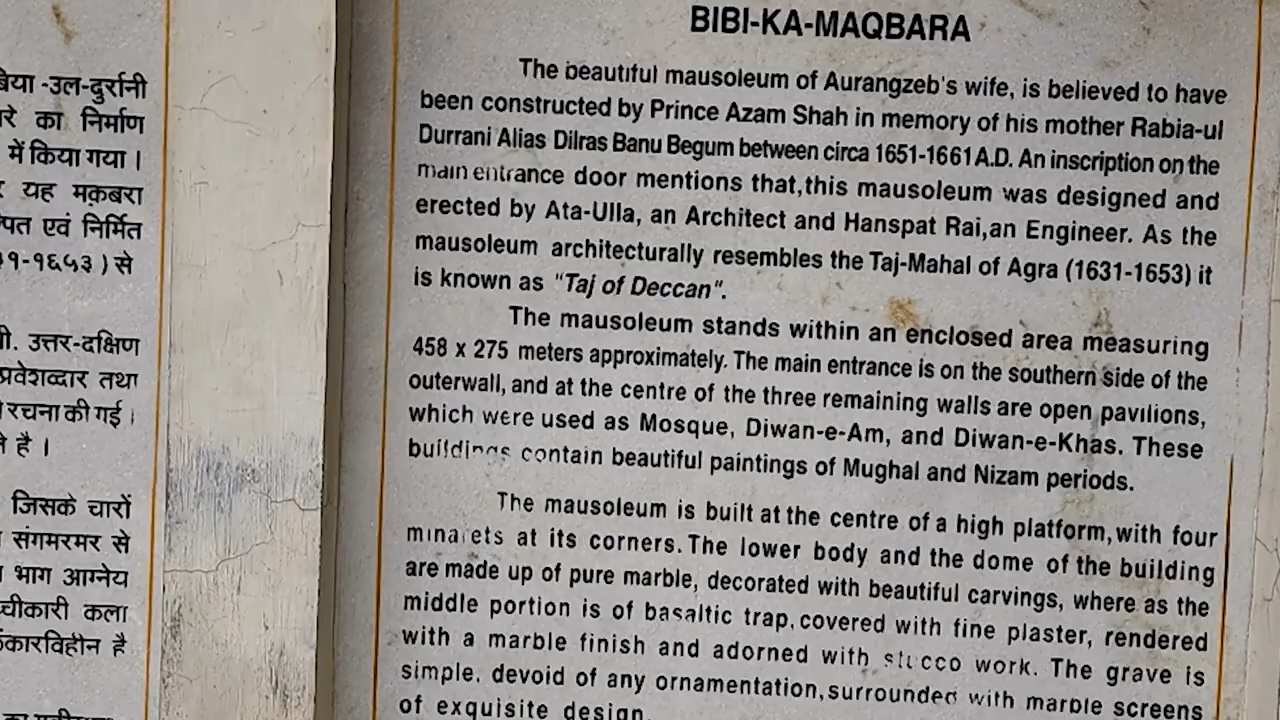 -उल-दुर्रानी
रे का निर्माण
में किया गया ।
यह मक़बरा
एवं निर्मित
-१६५३ ) से
उत्तर-दक्षिण
प्रवेशव्दार तथा
रचना की गई ।
है ।
जिसके चारों
संगमरमर से
भाग आग्नेय
कला
है
BIBI-KA-MAQBARA
The beautiful mausoleum of Aurangzeb's wife, is believed to have
been constructed by Prince Azam Shah in memory of his mother Rabia-ul
Durrani Alias Dilras Banu Begum between circa 1651-1661 A.D. An inscription on the
main entrance door mentions that, this mausoleum was designed and
erected by Ata-Ulla, an Architect and Hanspat Rai, an Engineer. As the
mausoleum architecturally resembles the Taj-Mahal of Agra (1631-1653) it
is known as "Taj of Deccan".
The mausoleum stands within an enclosed area measuring
458 x 275 meters approximately. The main entrance is on the southern side of the
outerwall, and at the centre of the three remaining walls are open pavilions,
which were used as Mosque, Diwan-e-Am, and Diwan-e-Khas. These
buildings contain beautiful paintings of Mughal and Nizam periods.
The mausoleum is built at the centre of a high platform, with four
minarets at its corners. The lower body and the dome of the building
are made up of pure marble, decorated with beautiful carvings, where as the
middle portion is of basaltic trap, covered with fine plaster, rendered
with a marble finish and adorned with stucco work. The grave is
simple, devoid of any ornamentation, surrounded with marble screens
of exquisite design.